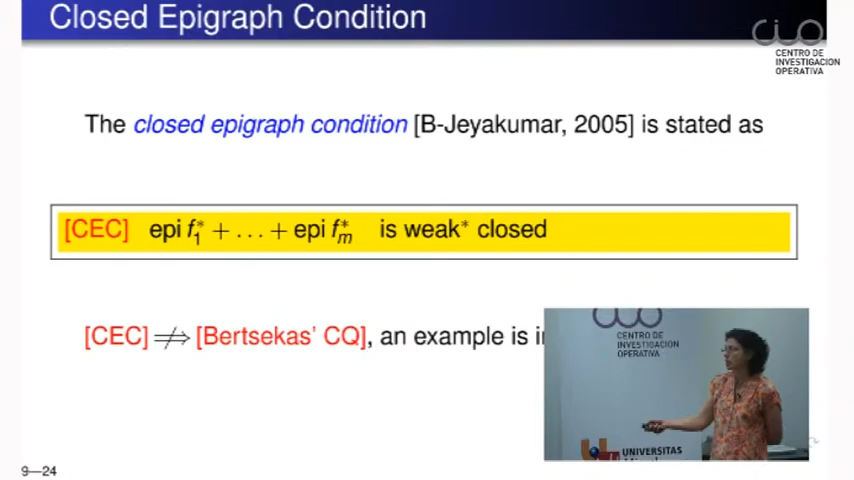 Closed Epigraph Condition
CENTRO DE
INVESTIGACION
OPERATIVA
The closed epigraph condition [B-Jeyakumar, 2005] is stated as
[CEC] epi f₁* + … + epi fₘ* is weak* closed
[CEC] ⇏ [Bertsekas' CQ], an example is
CENTRO DE
INVESTIGACIÓN
OPERATIVA
UNIVERSITAS
9—24